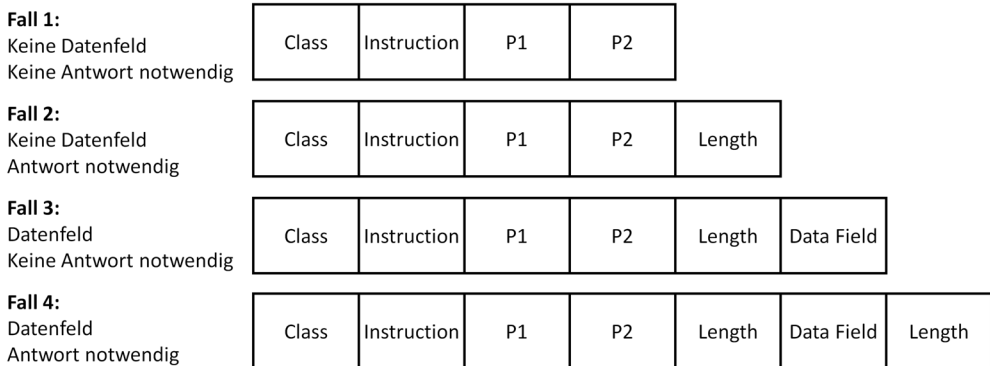 Fall 1:
Keine Datenfeld
Keine Antwort notwendig
Class Instruction P1 P2
Fall 2:
Keine Datenfeld
Antwort notwendig
Class Instruction P1 P2 Length
Fall 3:
Datenfeld
Keine Antwort notwendig
Class Instruction P1 P2 Length Data Field
Fall 4:
Datenfeld
Antwort notwendig
Class Instruction P1 P2 Length Data Field Length